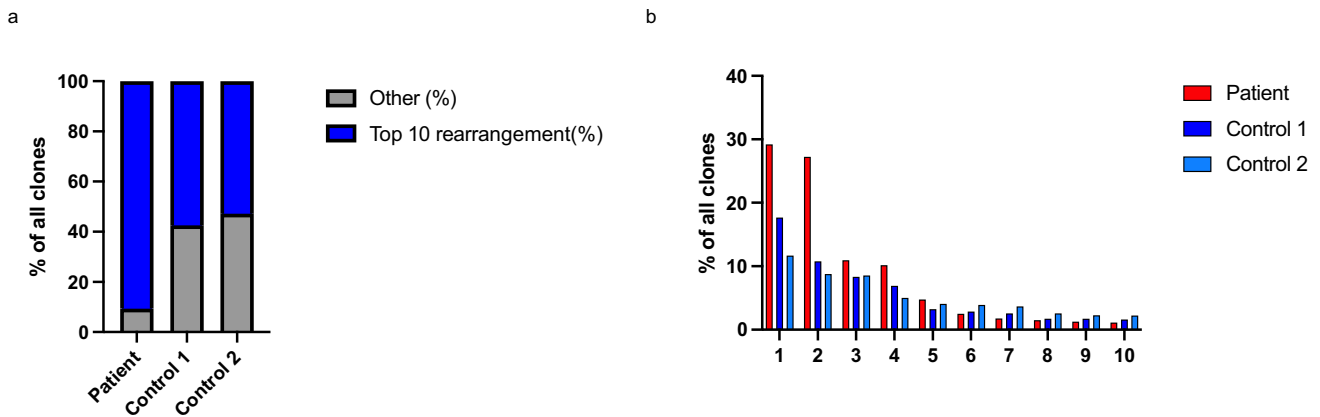 a
b
% of all clones
100
80
60
40
20
0
Patient
Control 1
Control 2
Other (%)
Top 10 rearrangement(%)
% of all clones
40
30
20
10
0
1 2 3 4 5 6 7 8 9 10
Patient
Control 1
Control 2